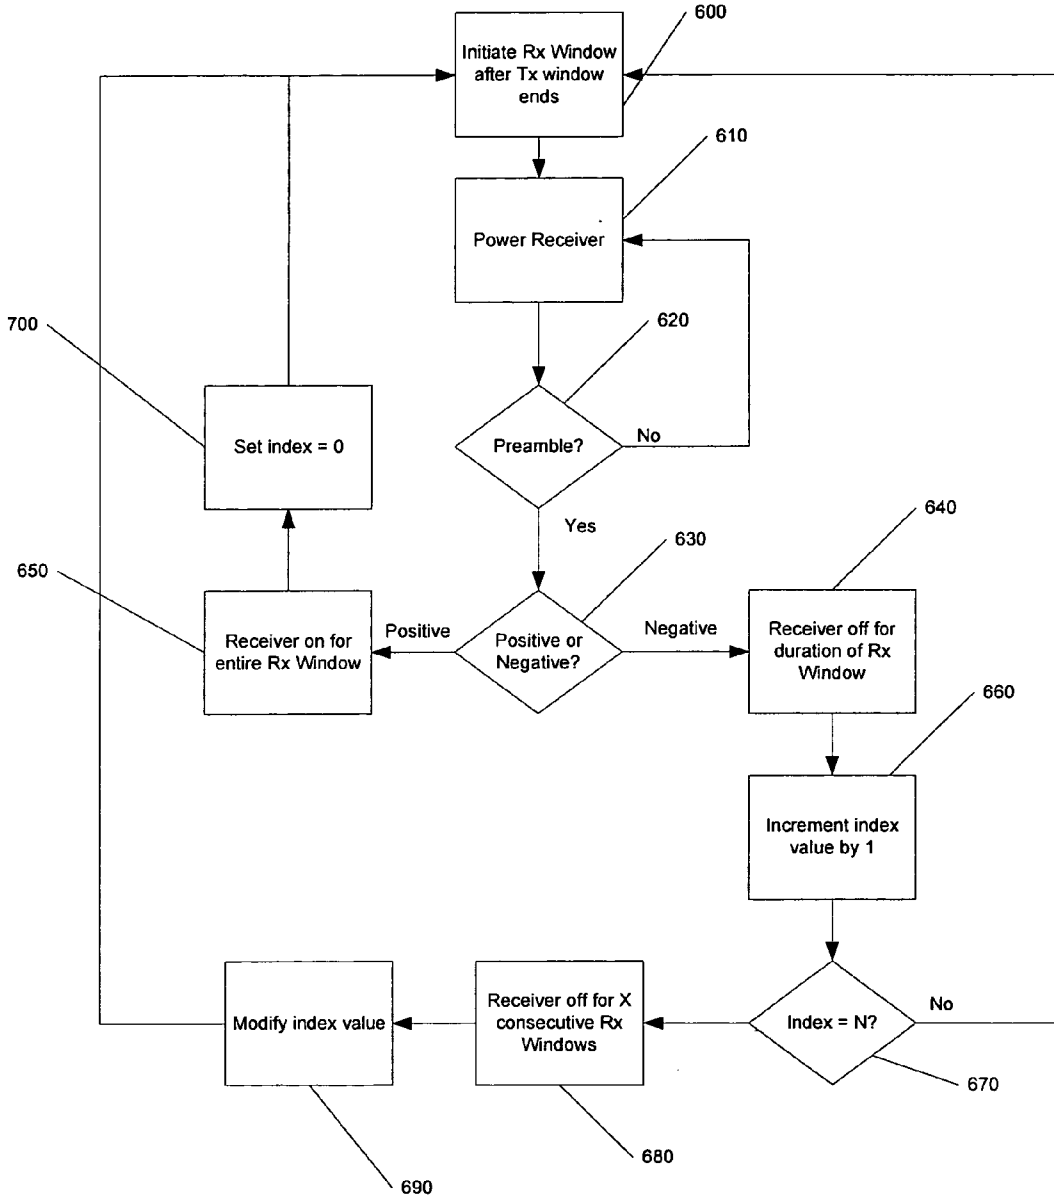 600
Initiate Rx Window
after Tx window
ends
610
Power Receiver
620
700
Set index = 0
Preamble?
No
Yes
640
630
650
Receiver on for
entire Rx Window
Positive
Positive or
Negative?
Negative
Receiver off for
duration of Rx
Window
660
Increment index
value by 1
Modify index value
Receiver off for X
consecutive Rx
Windows
Index = N?
No
670
680
690